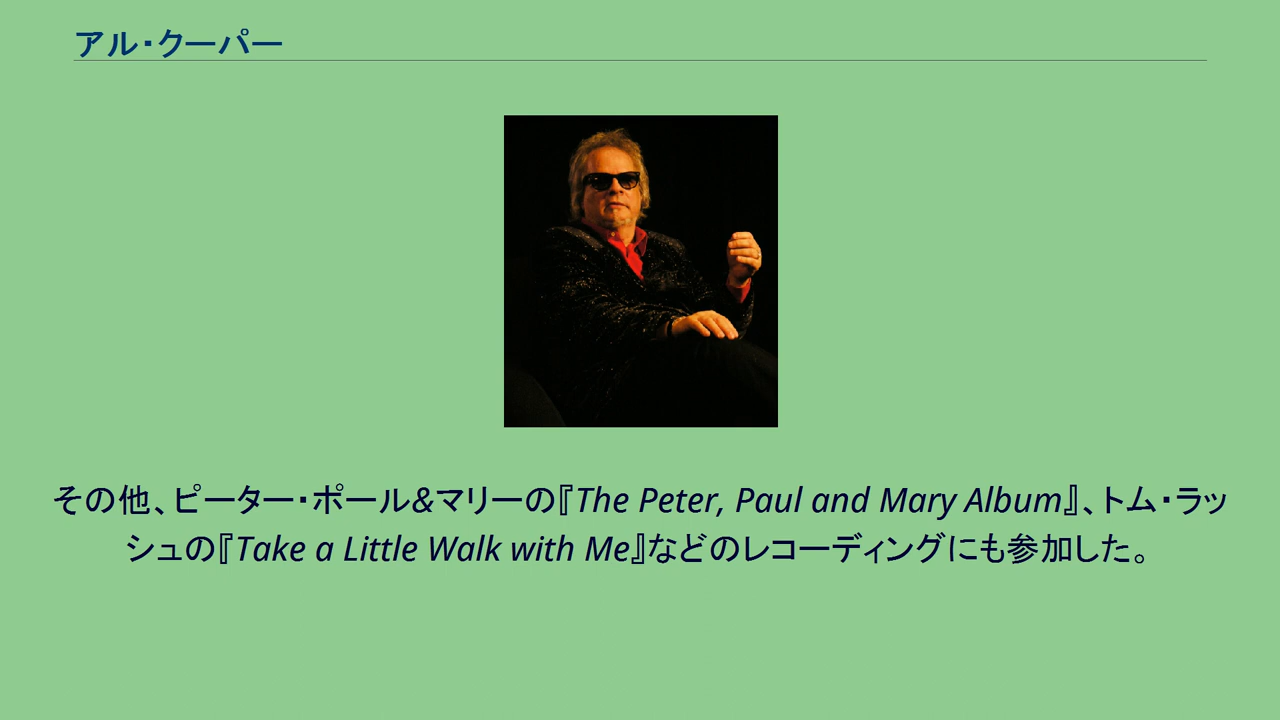 アル・クーパー
その他、ピーター・ポール&マリーの『The Peter, Paul and Mary Album』、トム・ラッ
シュの『Take a Little Walk with Me』などのレコーディングにも参加した。